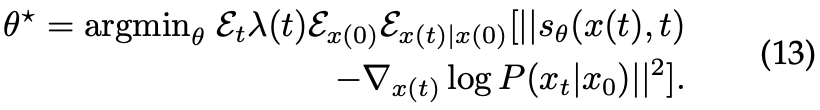 θ⋆ = argmin_θ ℰ_t λ(t) ℰ_{x(0)} ℰ_{x(t)|x(0)} [||s_θ(x(t), t)
−∇_{x(t)} log P(x_t|x_0)||²]. (13)